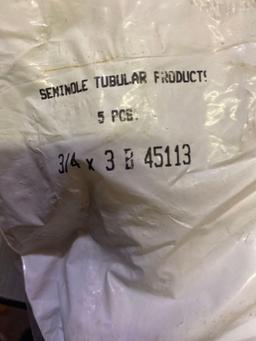 SEMINOLE TUBULAR PRODUCTS
5 PCS.
3/4 x 3 B 45113